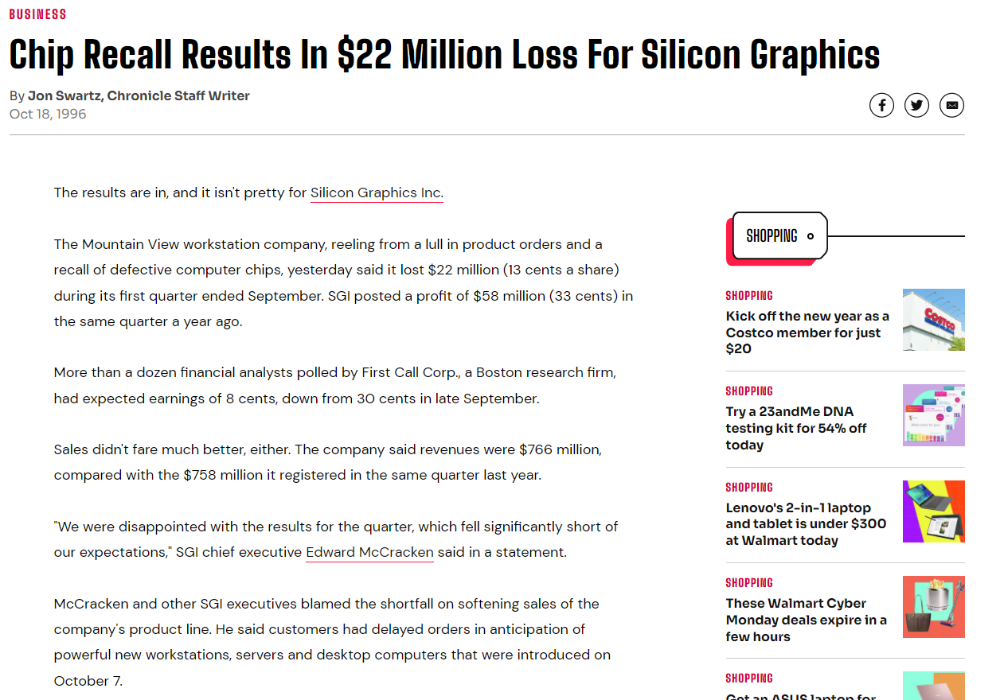 BUSINESS
Chip Recall Results In $22 Million Loss For Silicon Graphics
By Jon Swartz, Chronicle Staff Writer
Oct 18, 1996
The results are in, and it isn't pretty for Silicon Graphics Inc.
The Mountain View workstation company, reeling from a lull in product orders and a
recall of defective computer chips, yesterday said it lost $22 million (13 cents a share)
during its first quarter ended September. SGI posted a profit of $58 million (33 cents) in
the same quarter a year ago.
More than a dozen financial analysts polled by First Call Corp., a Boston research firm,
had expected earnings of 8 cents, down from 30 cents in late September.
Sales didn't fare much better, either. The company said revenues were $766 million,
compared with the $758 million it registered in the same quarter last year.
"We were disappointed with the results for the quarter, which fell significantly short of
our expectations," SGI chief executive Edward McCracken said in a statement.
McCracken and other SGI executives blamed the shortfall on softening sales of the
company's product line. He said customers had delayed orders in anticipation of
powerful new workstations, servers and desktop computers that were introduced on
October 7.
SHOPPING
SHOPPING
Kick off the new year as a
Costco member for just
$20
COSTCO
SHOPPING
Try a 23andMe DNA
testing kit for 54% off
today
SHOPPING
Lenovo's 2-in-1 laptop
and tablet is under $300
at Walmart today
SHOPPING
These Walmart Cyber
Monday deals expire in a
few hours
SHOPPING
Get an ASUS laptop for